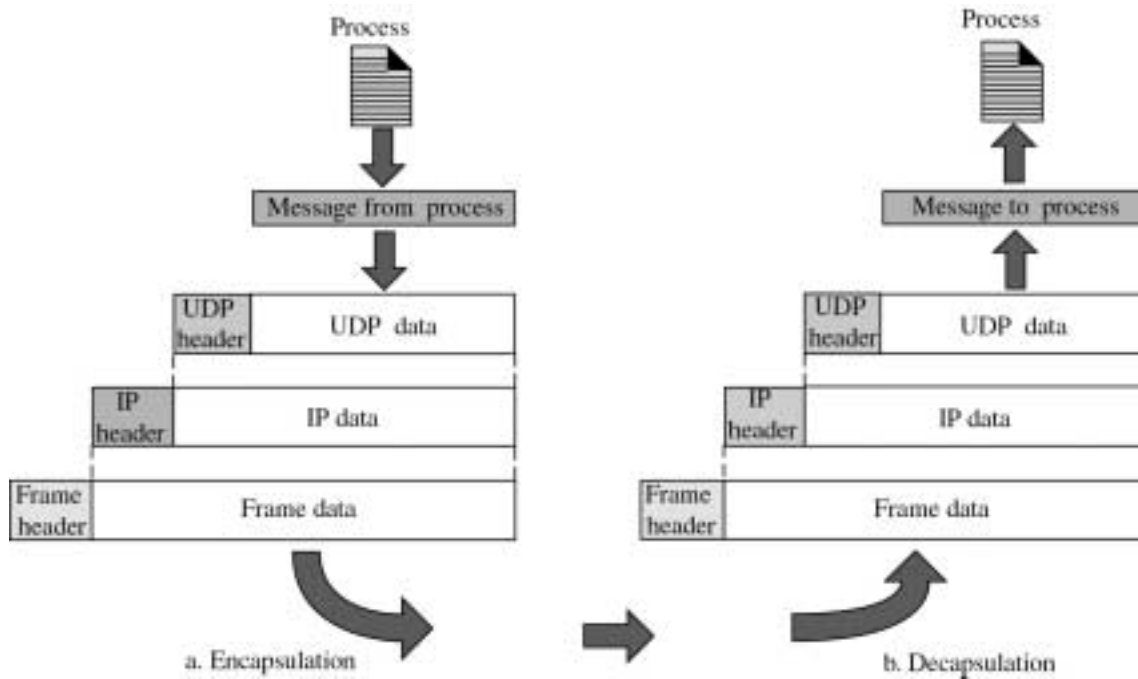 Process
Message from process
UDP
header
UDP data
IP
header
IP data
Frame
header
Frame data
a. Encapsulation
Process
Message to process
UDP
header
UDP data
IP
header
IP data
Frame
header
Frame data
b. Decapsulation